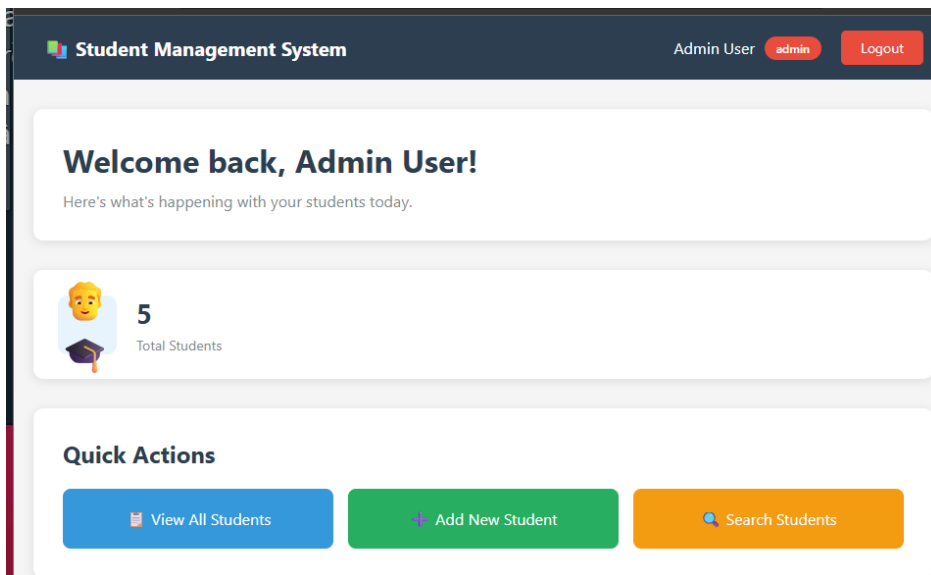 Student Management System
Admin User admin Logout
Welcome back, Admin User!
Here's what's happening with your students today.
5
Total Students
Quick Actions
View All Students
Add New Student
Search Students